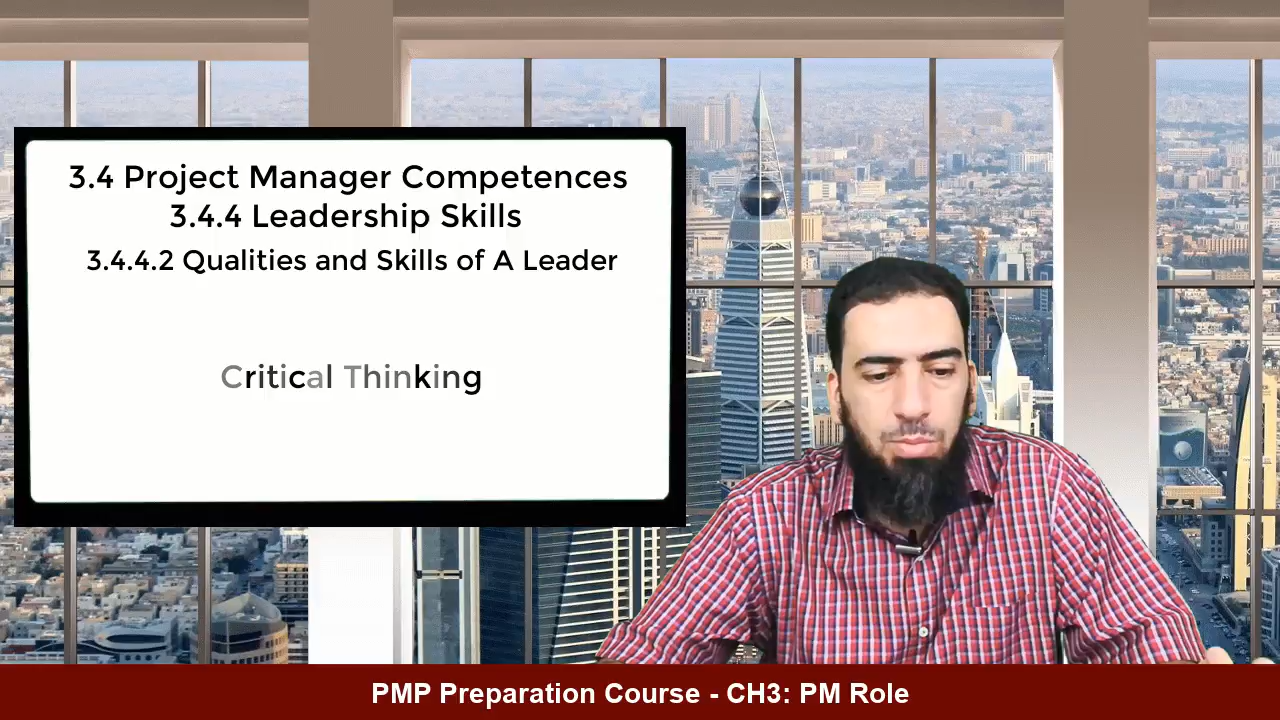 3.4 Project Manager Competences
3.4.4 Leadership Skills
3.4.4.2 Qualities and Skills of A Leader
Critical Thinking
PMP Preparation Course - CH3: PM Role